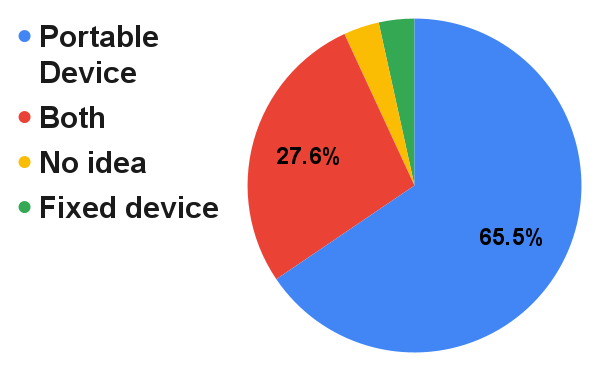 Portable
Device
Both
No idea
Fixed device
27.6%
65.5%